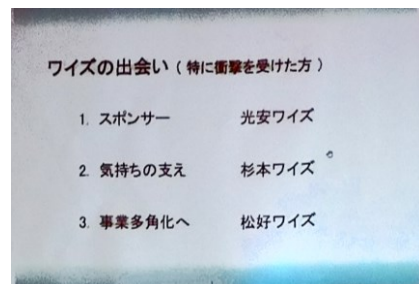 ワイズの出会い ( 特に衝撃を受けた方 )
1. スポンサー 光安ワイズ
2. 気持ちの支え 杉本ワイズ
3. 事業多角化へ 松好ワイズ